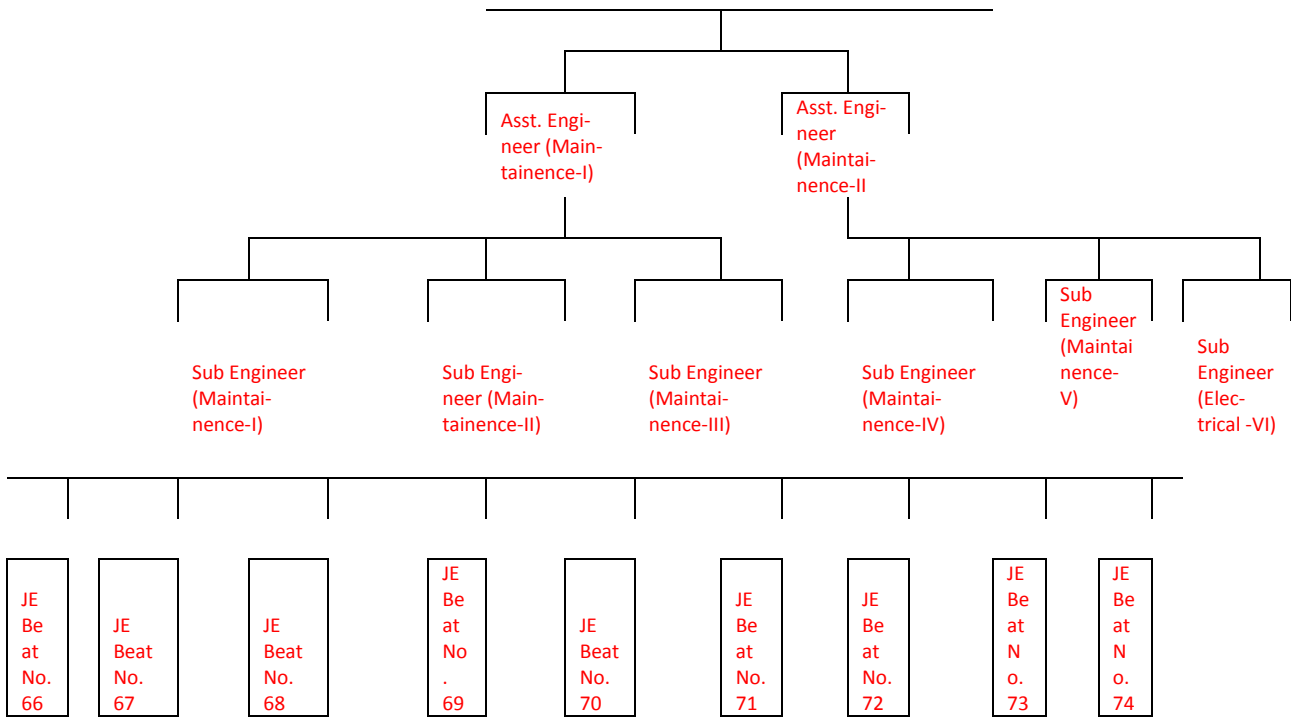 Asst. Engi-
neer (Main-
tainence-I)
Asst. Engi-
neer
(Maintai-
nence-II
Sub Engineer
(Maintai-
nence-I)
Sub Engi-
neer (Main-
tainence-II)
Sub Engineer
(Maintai-
nence-III)
Sub Engineer
(Maintai-
nence-IV)
Sub
Engineer
(Maintai
nence-
V)
Sub
Engineer
(Elec-
trical -VI)
JE
Be
at
No.
66
JE
Beat
No.
67
JE
Beat
No.
68
JE
Be
at
No
.
69
JE
Beat
No.
70
JE
Be
at
No.
71
JE
Be
at
No.
72
JE
Be
at
N
o.
73
JE
Be
at
N
o.
74